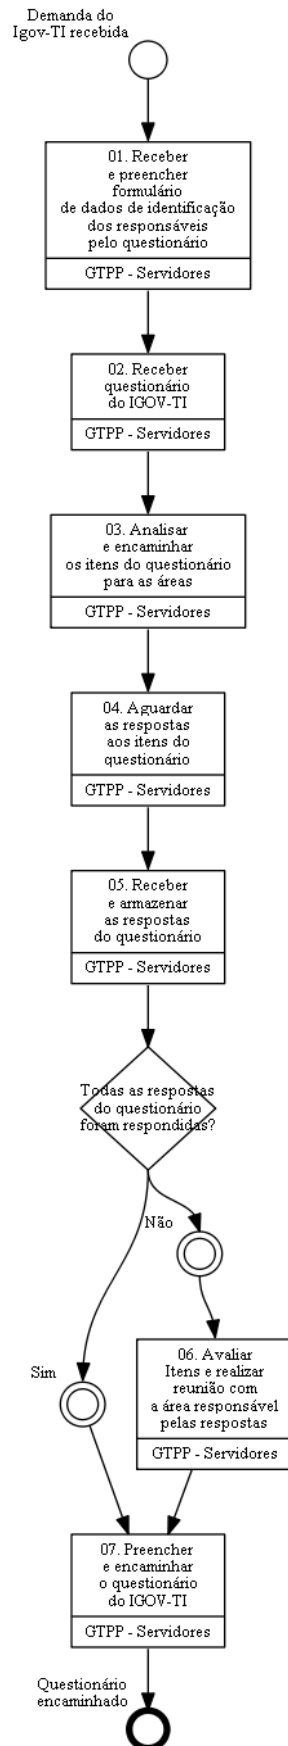 Demanda do
Igov-TI recebida
01. Receber
e preencher
formulário
de dados de identificação
dos responsáveis
pelo questionário
GTPP - Servidores
02. Receber
questionário
do IGOV-TI
GTPP - Servidores
03. Analisar
e encaminhar
os itens do questionário
para as áreas
GTPP - Servidores
04. Aguardar
as respostas
aos itens do
questionário
GTPP - Servidores
05. Receber
e armazenar
as respostas
do questionário
GTPP - Servidores
Todas as respostas
do questionário
foram respondidas?
Não
Sim
06. Avaliar
Itens e realizar
reunião com
a área responsável
pelas respostas
GTPP - Servidores
07. Preencher
e encaminhar
o questionário
do IGOV-TI
GTPP - Servidores
Questionário
encaminhado